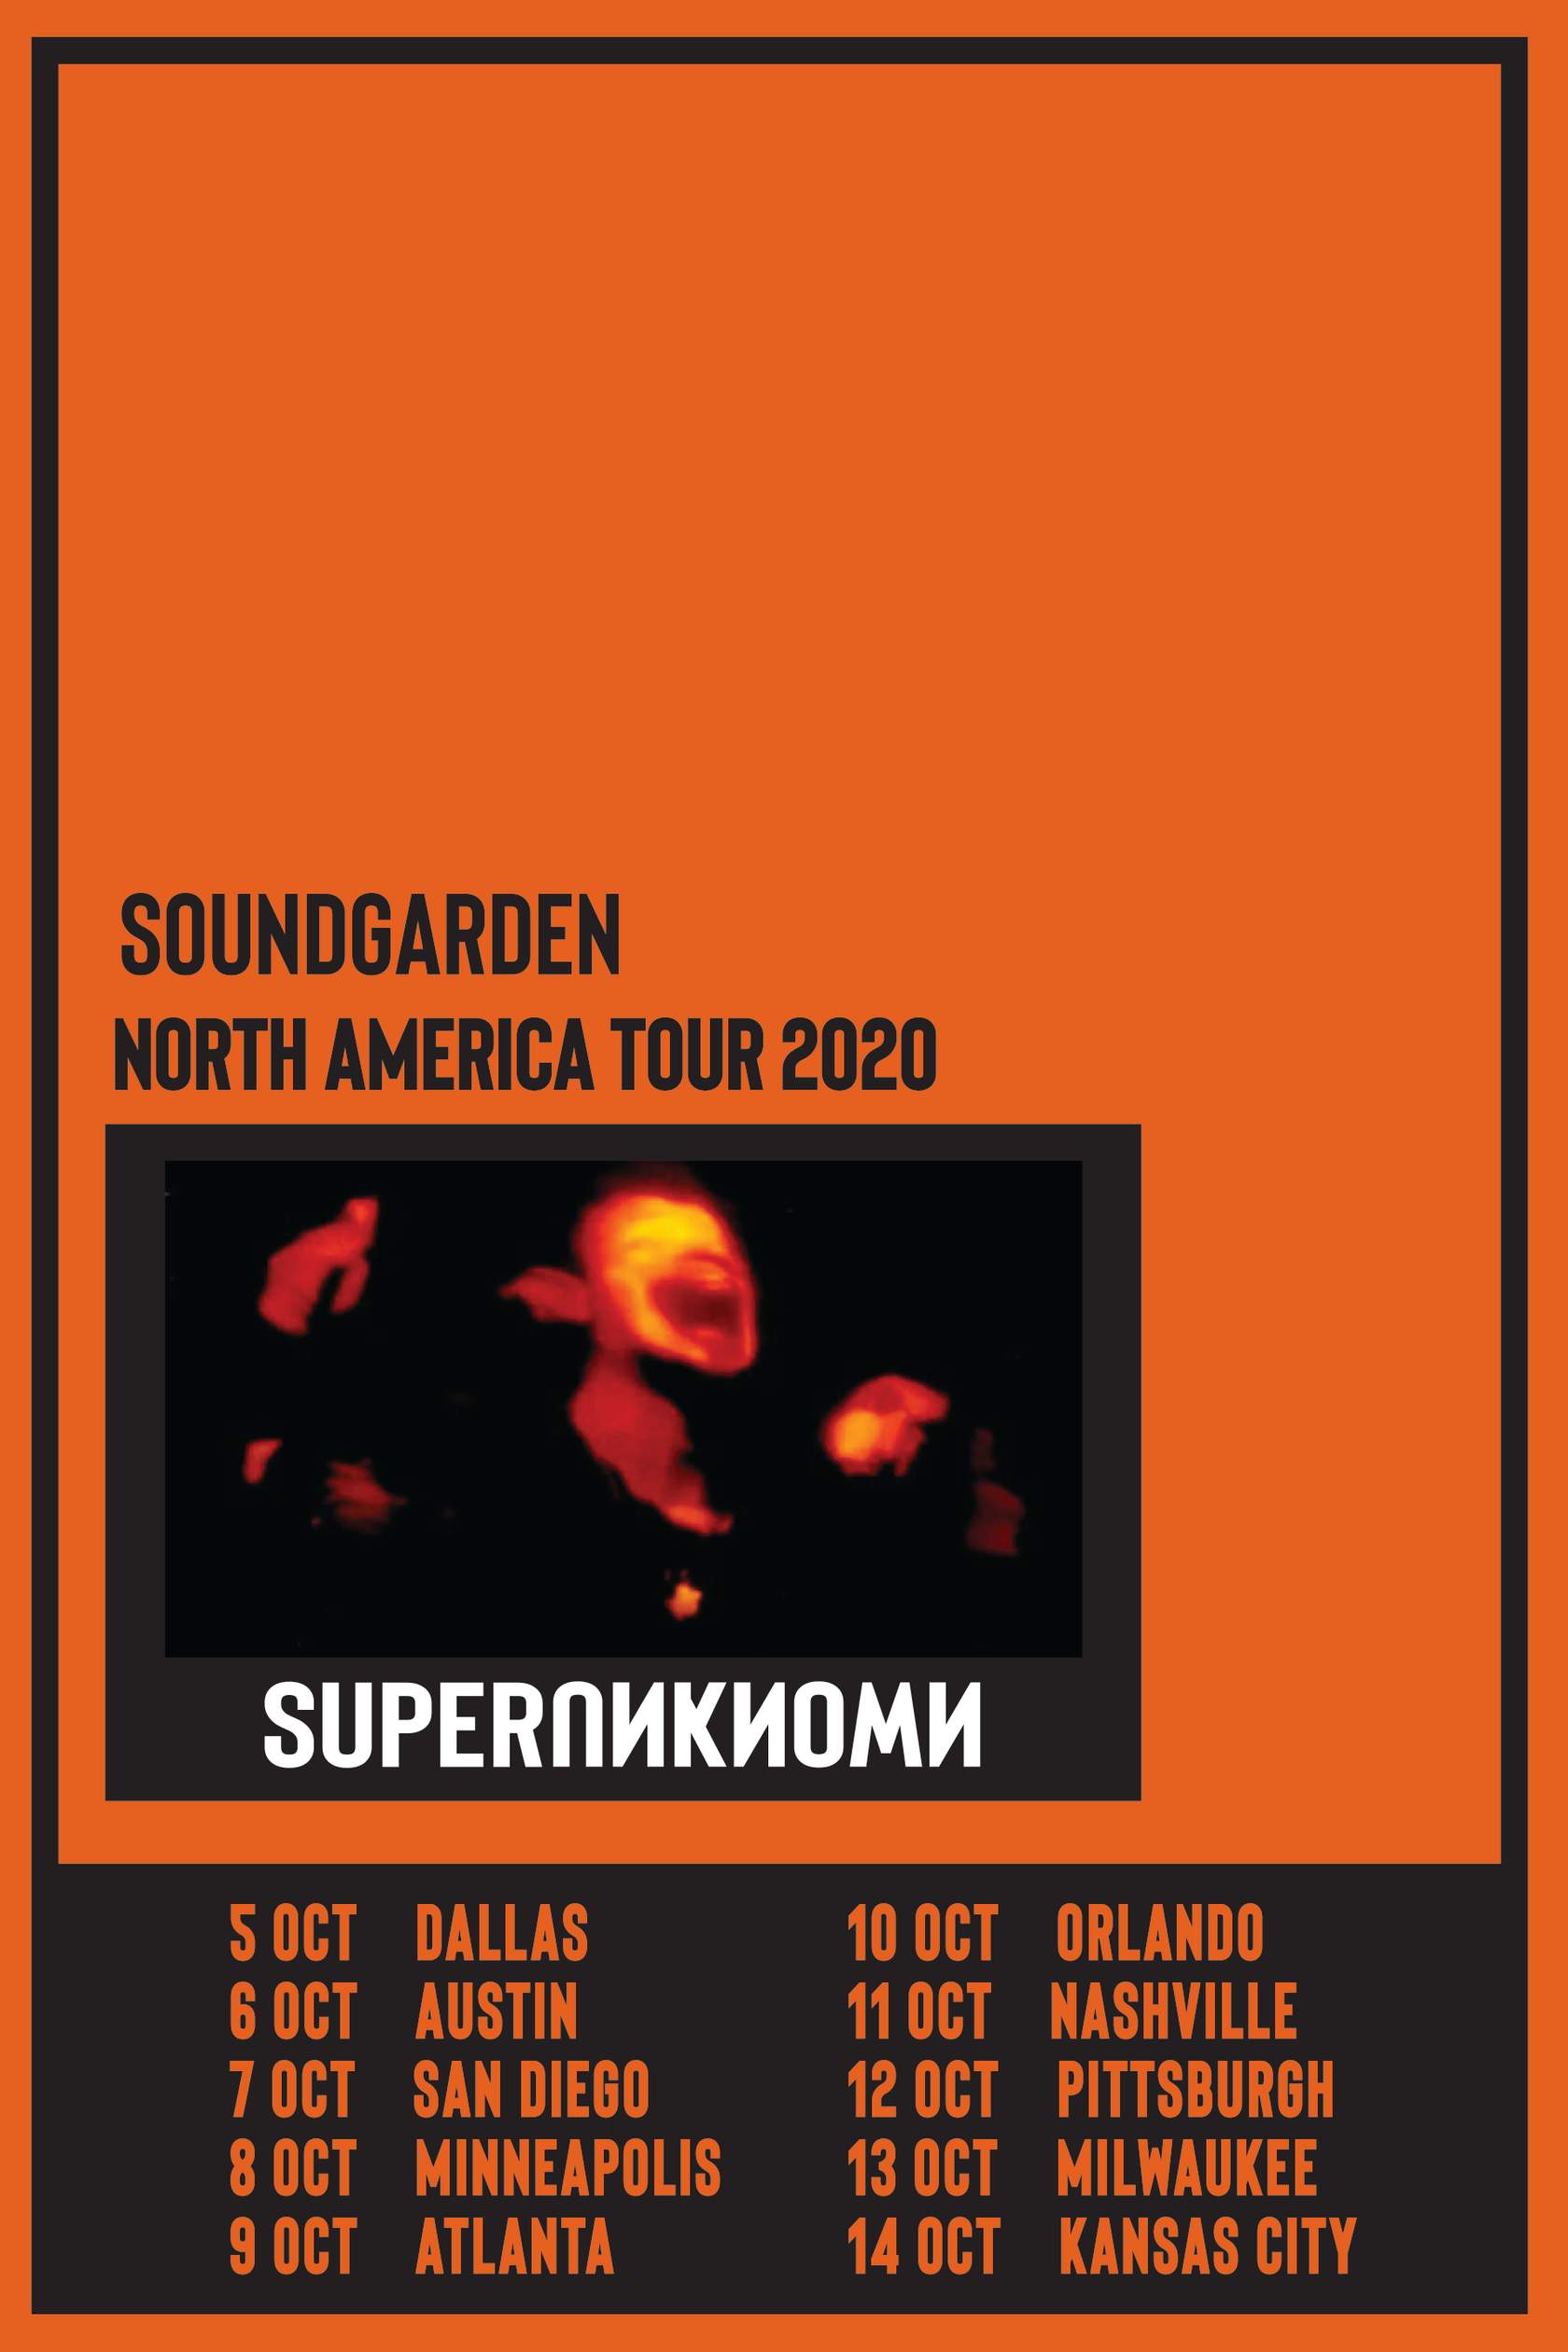 SOUNDGARDEN
NORTH AMERICA TOUR 2020
SUPERՈИKИOMИ
5 OCT DALLAS
6 OCT AUSTIN
7 OCT SAN DIEGO
8 OCT MINNEAPOLIS
9 OCT ATLANTA
10 OCT ORLANDO
11 OCT NASHVILLE
12 OCT PITTSBURGH
13 OCT MILWAUKEE
14 OCT KANSAS CITY